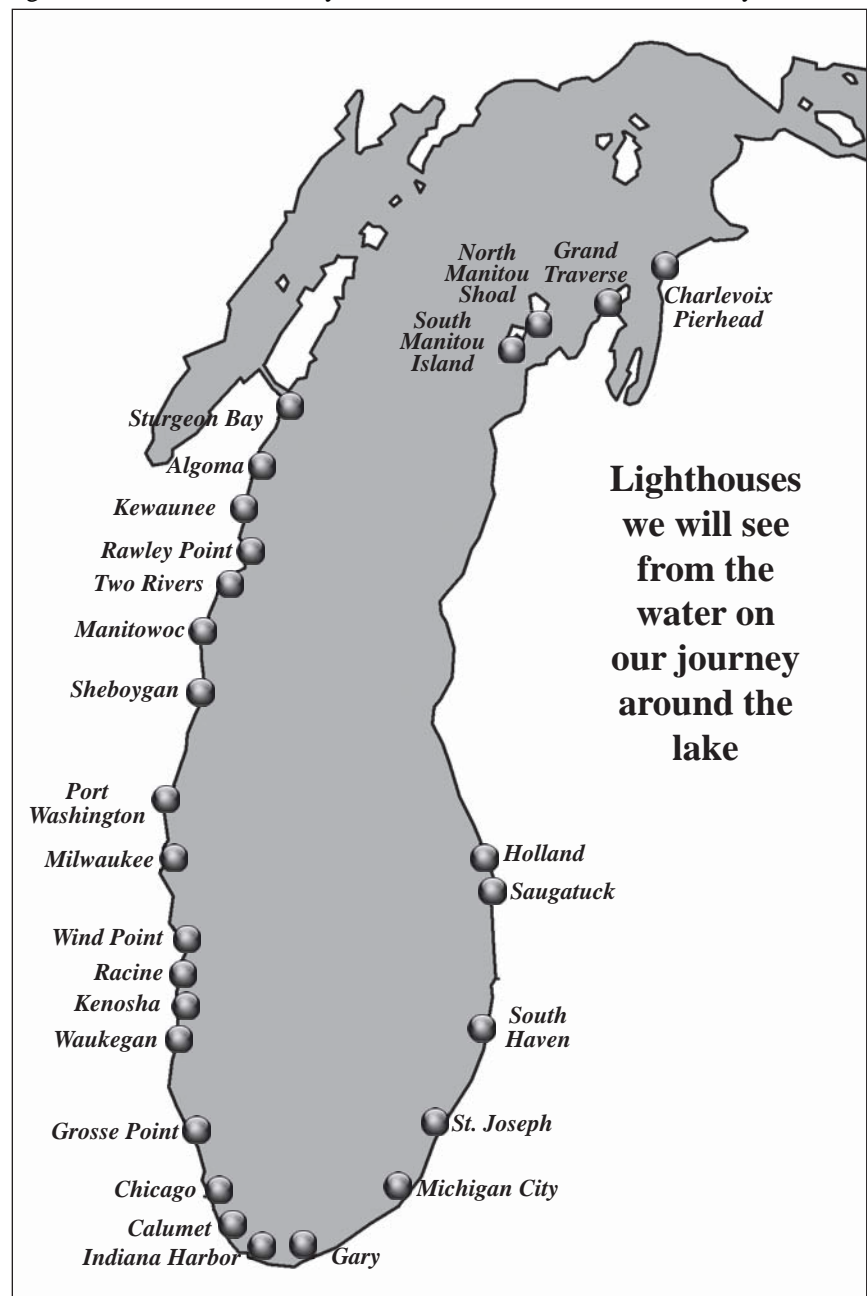 North
Manitou
Shoal
Grand
Traverse
Charlevoix
Pierhead
South
Manitou
Island
Sturgeon Bay
Algoma
Kewaunee
Rawley Point
Two Rivers
Manitowoc
Sheboygan
Port
Washington
Milwaukee
Wind Point
Racine
Kenosha
Waukegan
Grosse Point
Chicago
Calumet
Indiana Harbor
Gary
Michigan City
St. Joseph
South
Haven
Saugatuck
Holland
Lighthouses
we will see
from the
water on
our journey
around the
lake